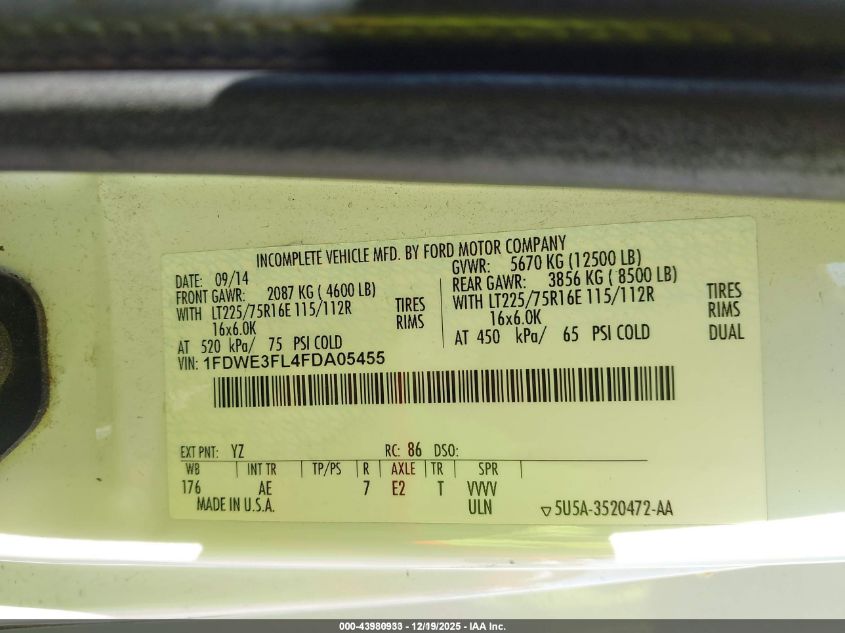 INCOMPLETE VEHICLE MFD. BY FORD MOTOR COMPANY
DATE: 09/14
GVWR: 5670 KG (12500 LB)
FRONT GAWR: 2087 KG ( 4600 LB)
REAR GAWR: 3856 KG ( 8500 LB)
WITH LT225/75R16E 115/112R TIRES
WITH LT225/75R16E 115/112R TIRES
16x6.0K RIMS
16x6.0K RIMS
AT 520 kPa/ 75 PSI COLD
AT 450 kPa/ 65 PSI COLD DUAL
VIN: 1FDWE3FL4FDA05455
EXT PNT: YZ RC: 86 DSO:
WB INT TR TP/PS R AXLE TR SPR
176 AE 7 E2 T VVVV
MADE IN U.S.A. ULN ▽5U5A-3520472-AA
000-43980933 - 12/19/2025 - IAA Inc.